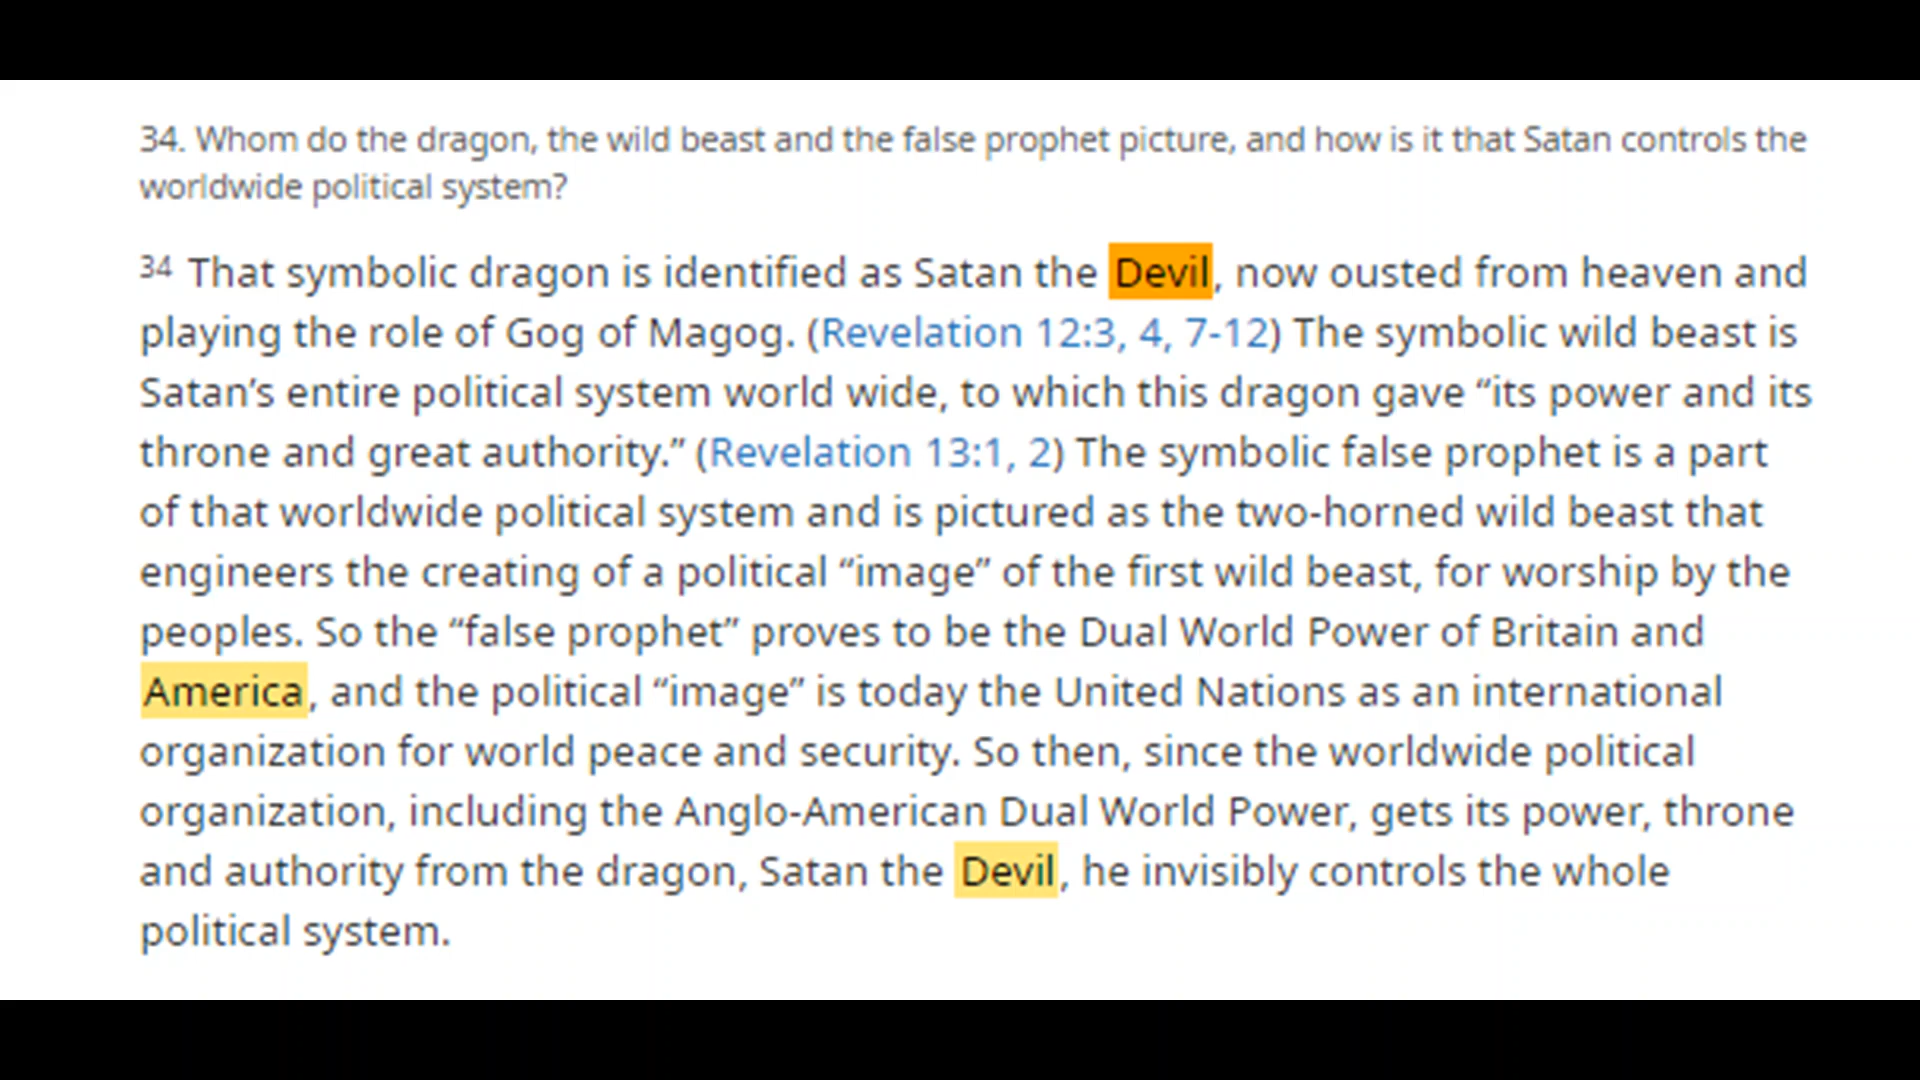 34. Whom do the dragon, the wild beast and the false prophet picture, and how is it that Satan controls the
worldwide political system?
34 That symbolic dragon is identified as Satan the Devil, now ousted from heaven and
playing the role of Gog of Magog. (Revelation 12:3, 4, 7-12) The symbolic wild beast is
Satan’s entire political system world wide, to which this dragon gave “its power and its
throne and great authority.” (Revelation 13:1, 2) The symbolic false prophet is a part
of that worldwide political system and is pictured as the two-horned wild beast that
engineers the creating of a political “image” of the first wild beast, for worship by the
peoples. So the “false prophet” proves to be the Dual World Power of Britain and
America, and the political “image” is today the United Nations as an international
organization for world peace and security. So then, since the worldwide political
organization, including the Anglo-American Dual World Power, gets its power, throne
and authority from the dragon, Satan the Devil, he invisibly controls the whole
political system.